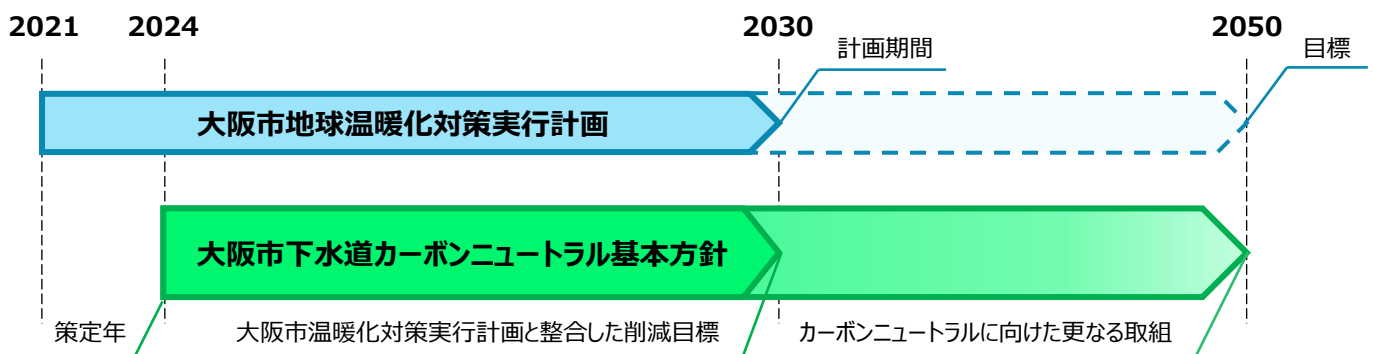 2021 2024 2030 2050
計画期間 目標
大阪市地球温暖化対策実行計画
大阪市下水道カーボンニュートラル基本方針
策定年 大阪市温暖化対策実行計画と整合した削減目標 カーボンニュートラルに向けた更なる取組